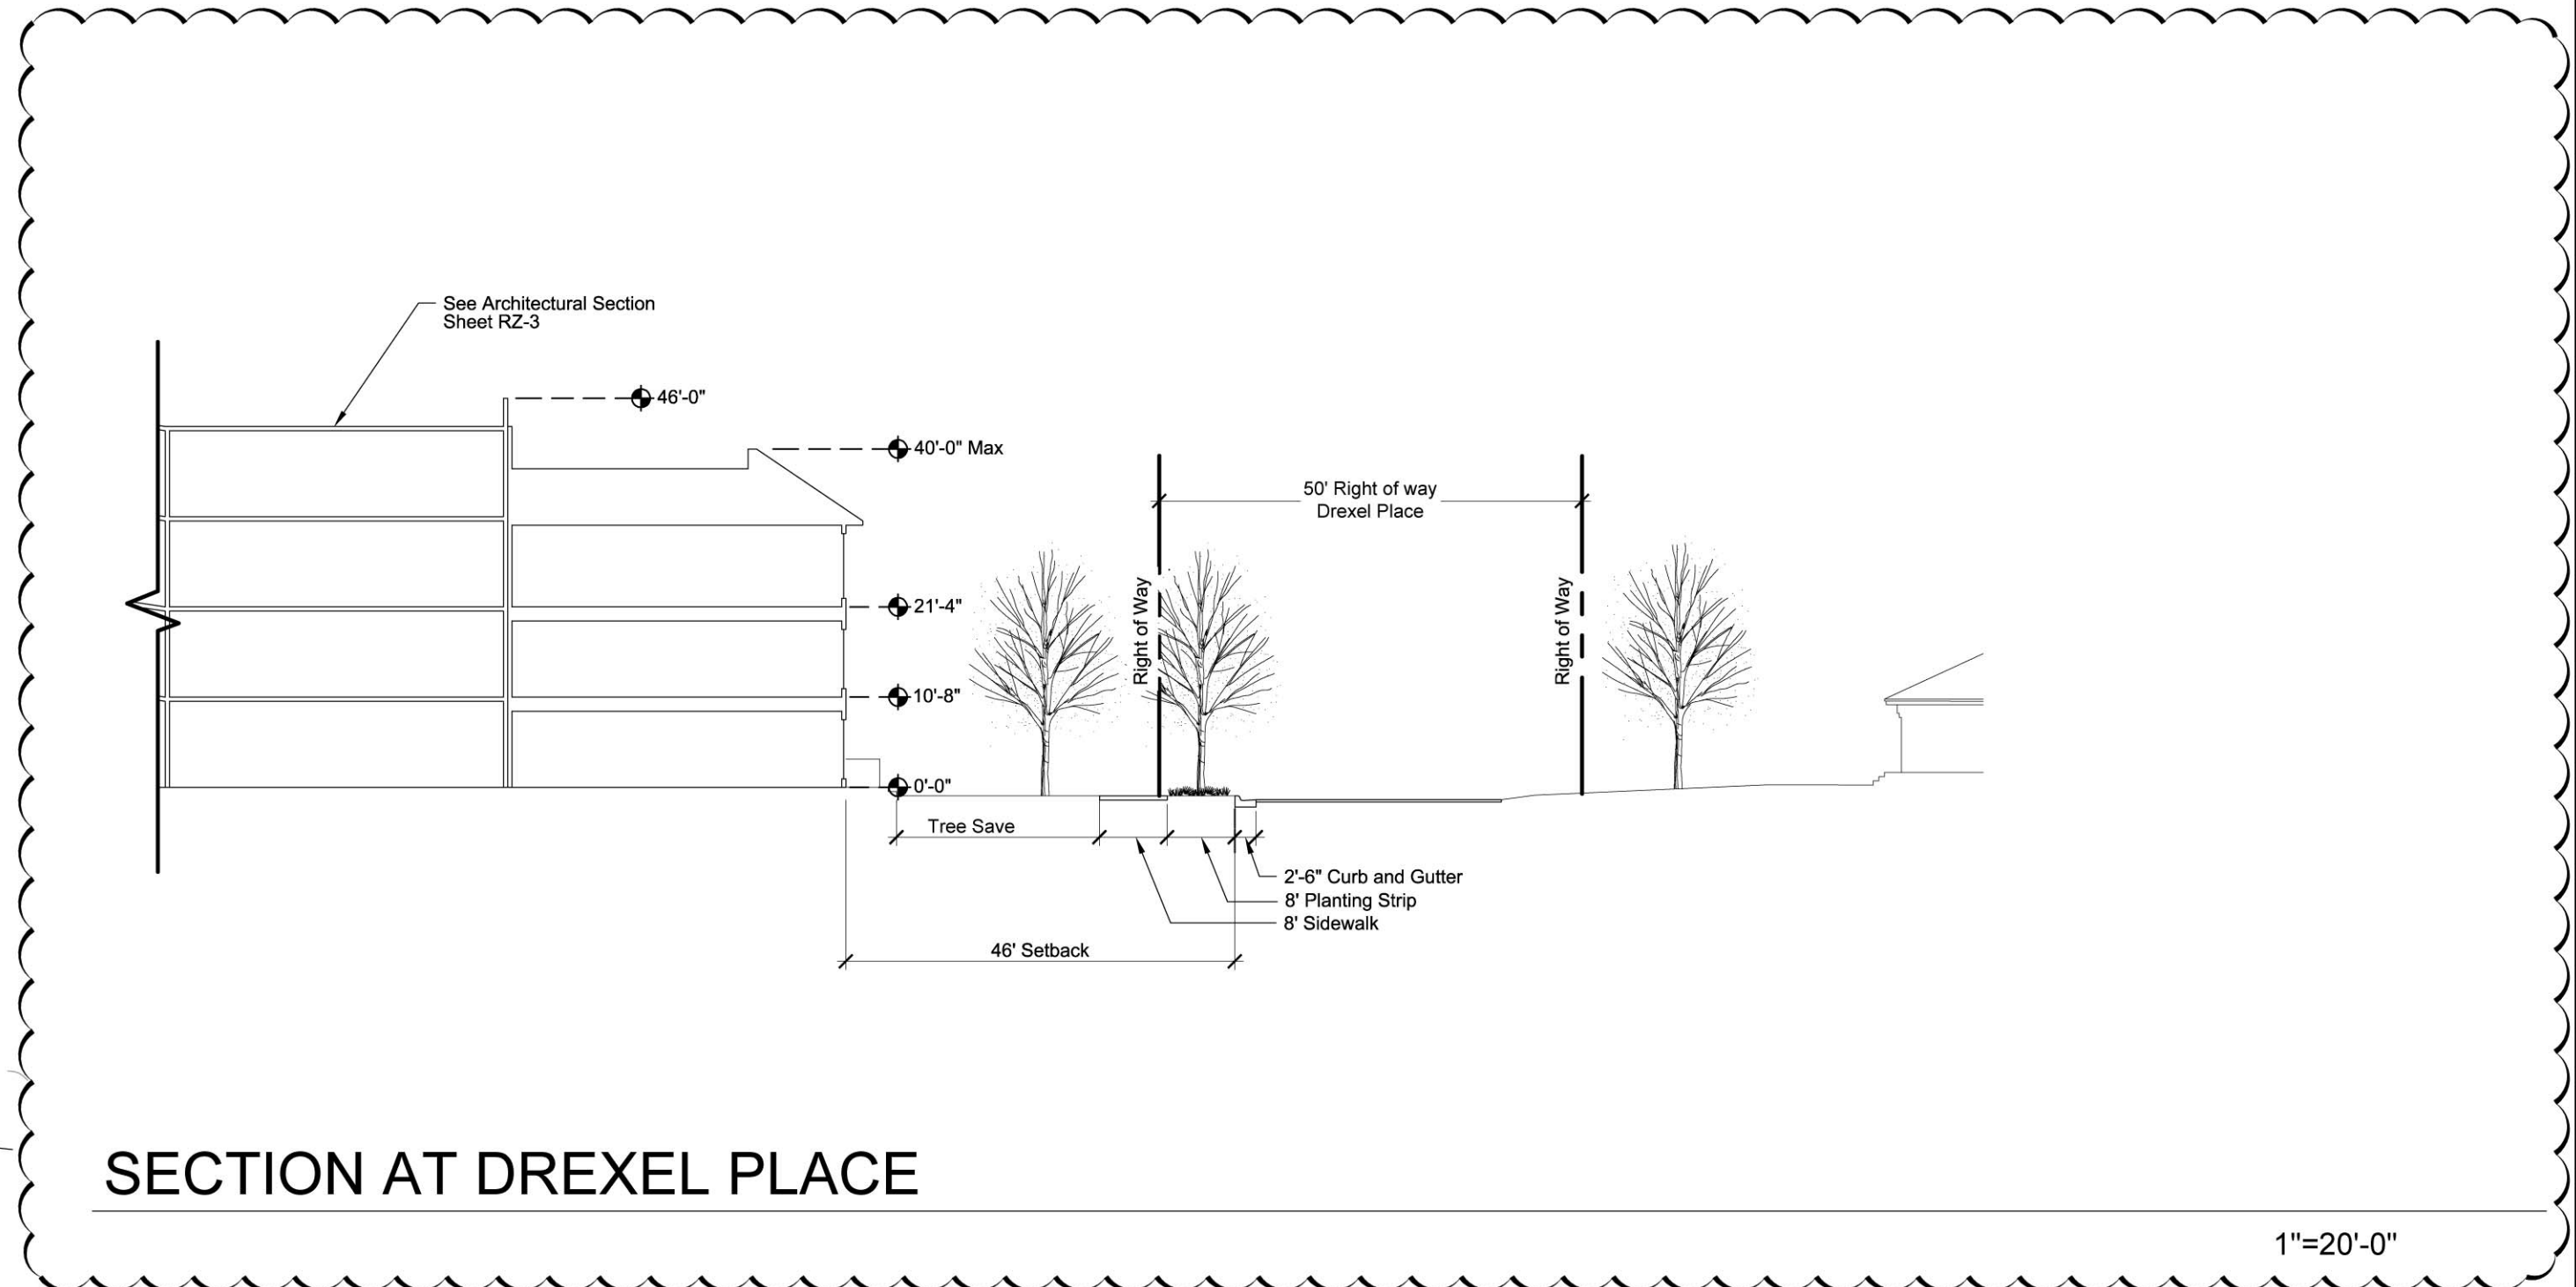 See Architectural Section
Sheet RZ-3
46'-0"
40'-0" Max
50' Right of way
Drexel Place
Right of Way
Right of Way
21'-4"
10'-8"
0'-0"
Tree Save
2'-6" Curb and Gutter
8' Planting Strip
8' Sidewalk
46' Setback
SECTION AT DREXEL PLACE
1"=20'-0"